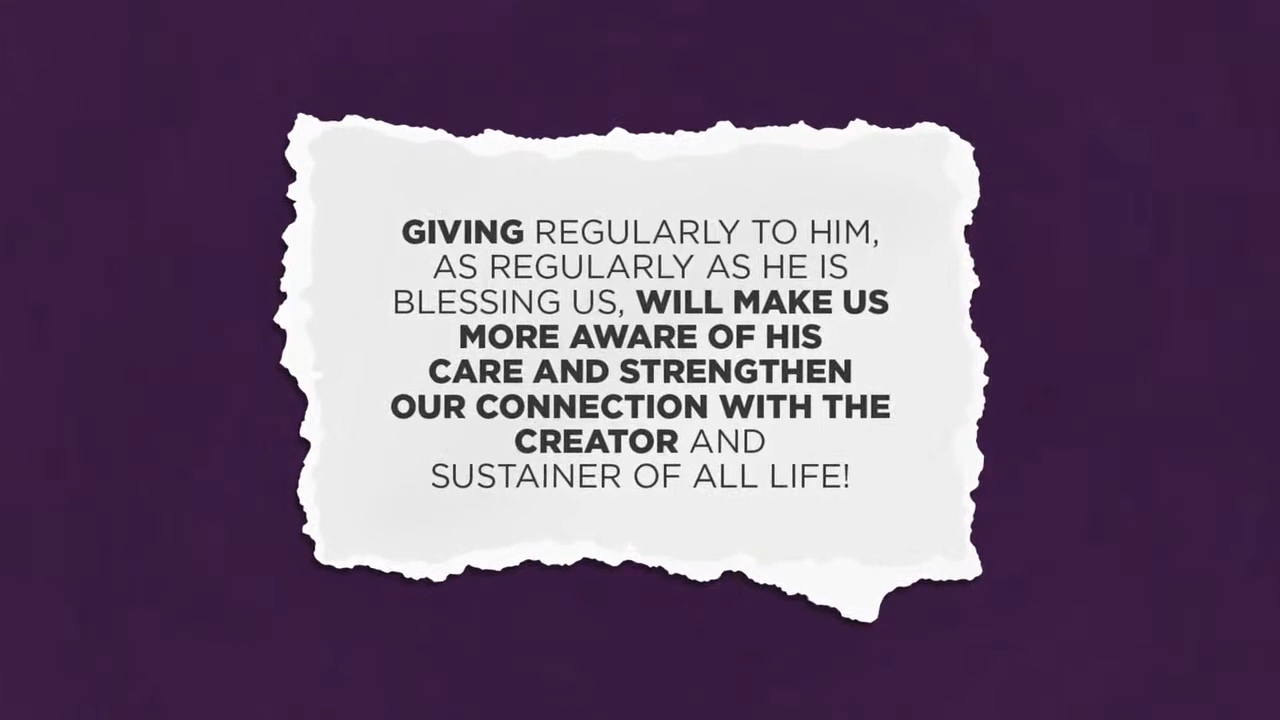 GIVING REGULARLY TO HIM,
AS REGULARLY AS HE IS
BLESSING US, WILL MAKE US
MORE AWARE OF HIS
CARE AND STRENGTHEN
OUR CONNECTION WITH THE
CREATOR AND
SUSTAINER OF ALL LIFE!